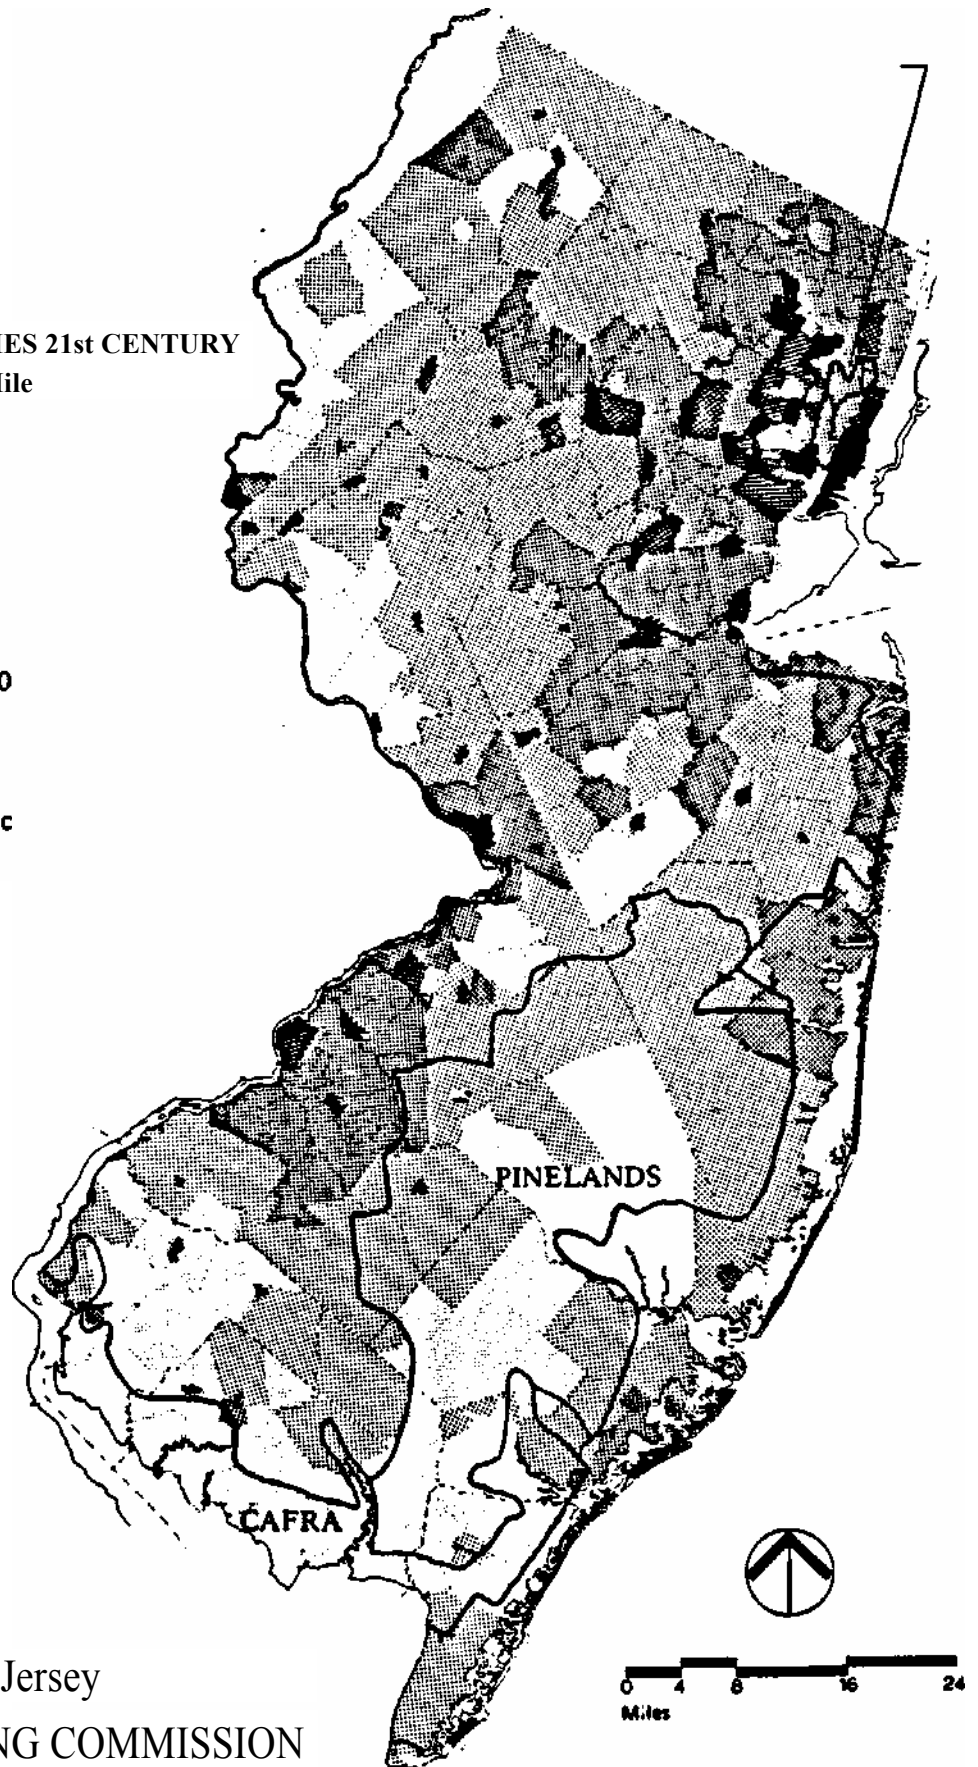 IES 21st CENTURY
Mile
0
c
PINELANDS
CAFRA
0 4 8 16 24
Miles
Jersey
NG COMMISSION